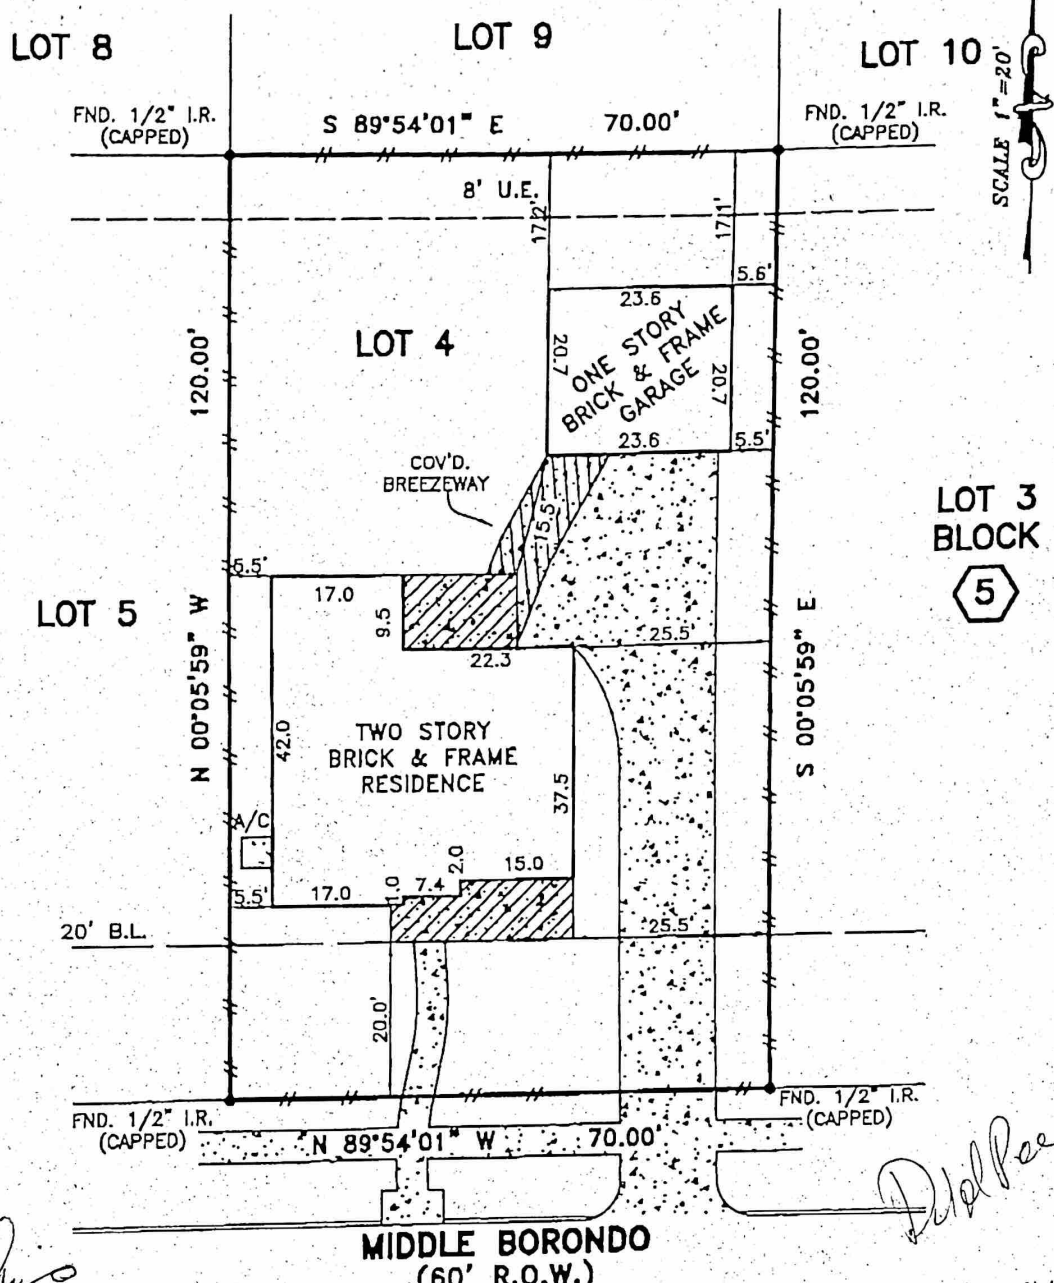 LOT 8
LOT 9
LOT 10
SCALE 1"=20'
FND. 1/2" I.R.
(CAPPED)
S 89°54'01" E 70.00'
FND. 1/2" I.R.
(CAPPED)
8' U.E.
17.2'
17.1'
5.6'
23.6
120.00'
LOT 4
20.7
ONE STORY
BRICK & FRAME
GARAGE
20.7
120.00'
23.6
5.5'
COV'D.
BREEZEWAY
15.5'
LOT 3
BLOCK
5
5.5'
17.0
9.5
LOT 5
N 00°05'59" W
22.3
25.5'
S 00°05'59" E
42.0
TWO STORY
BRICK & FRAME
RESIDENCE
37.5
A/C
5.5'
17.0
1.0
7.4
2.0
15.0
20' B.L.
25.5'
20.0'
FND. 1/2" I.R.
(CAPPED)
N 89°54'01" W 70.00'
FND. 1/2" I.R.
(CAPPED)
MIDDLE BORONDO
(60' R.O.W.)